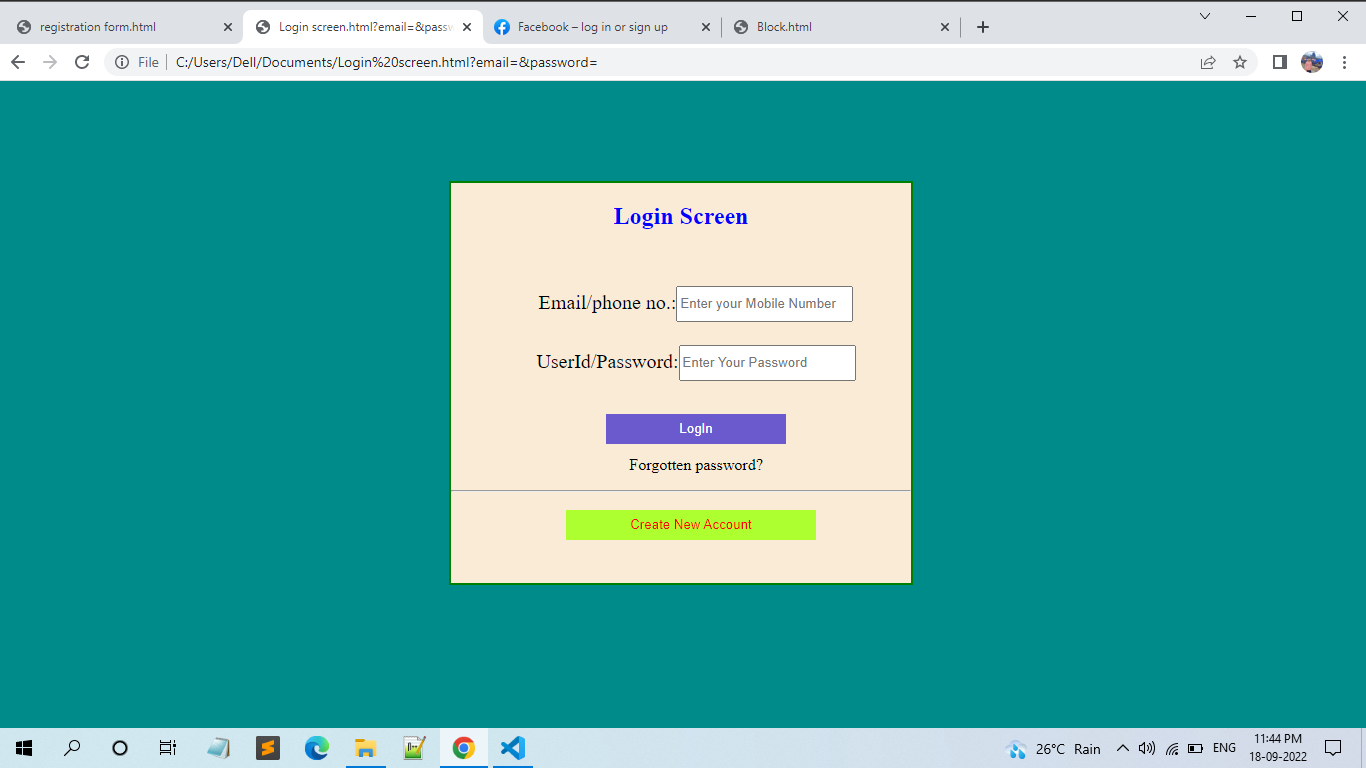 registration form.html
Login screen.html?email=&passw
Facebook – log in or sign up
Block.html
File
C:/Users/Dell/Documents/Login%20screen.html?email=&password=
Login Screen
Email/phone no.: Enter your Mobile Number
UserId/Password: Enter Your Password
LogIn
Forgotten password?
Create New Account
26°C Rain
ENG
11:44 PM
18-09-2022